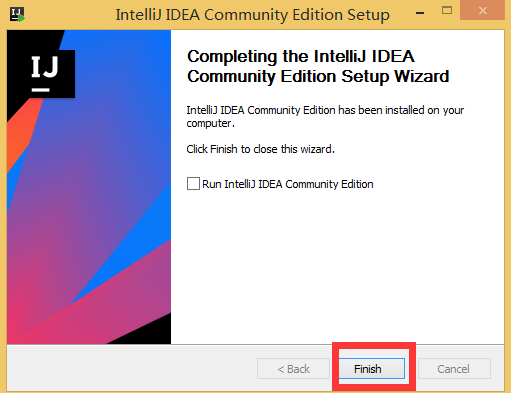 IntelliJ IDEA Community Edition Setup
IJ
Completing the IntelliJ IDEA
Community Edition Setup Wizard
IntelliJ IDEA Community Edition has been installed on your
computer.
Click Finish to close this wizard.
Run IntelliJ IDEA Community Edition
< Back
Finish
Cancel